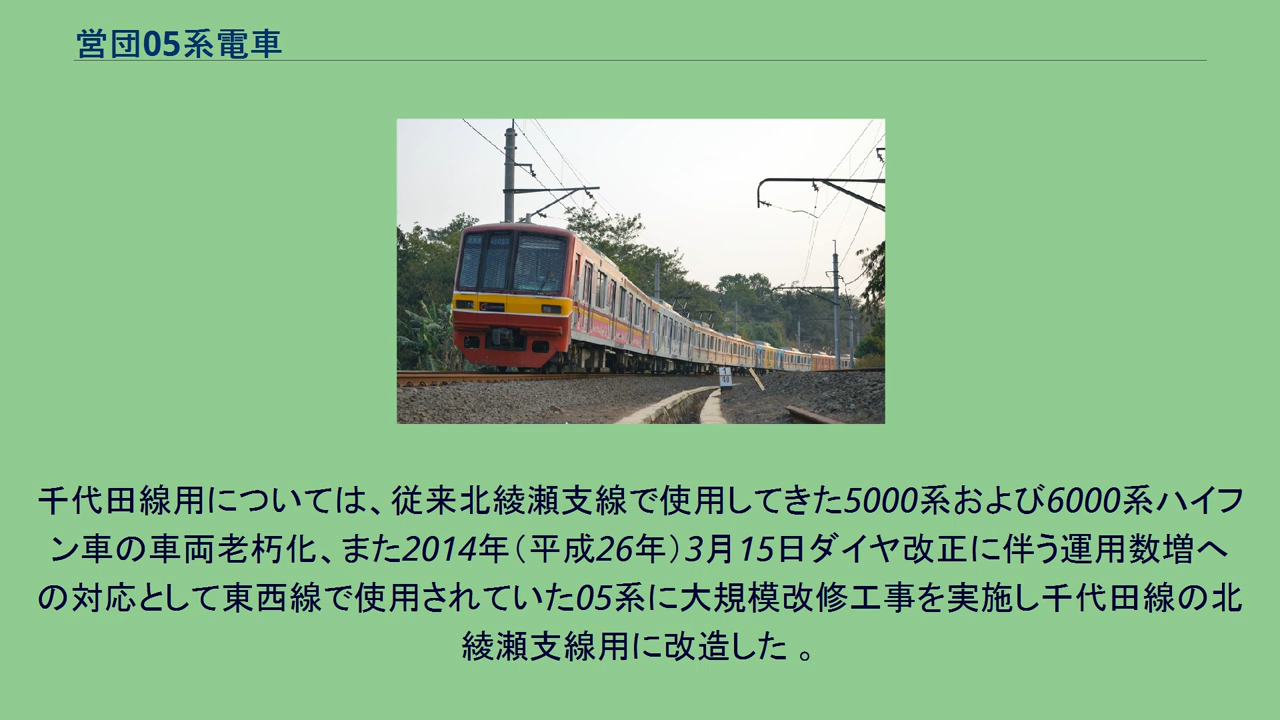 営団05系電車
千代田線用については、従来北綾瀬支線で使用してきた5000系および6000系ハイフ
ン車の車両老朽化、また2014年（平成26年）3月15日ダイヤ改正に伴う運用数増へ
の対応として東西線で使用されていた05系に大規模改修工事を実施し千代田線の北
綾瀬支線用に改造した 。